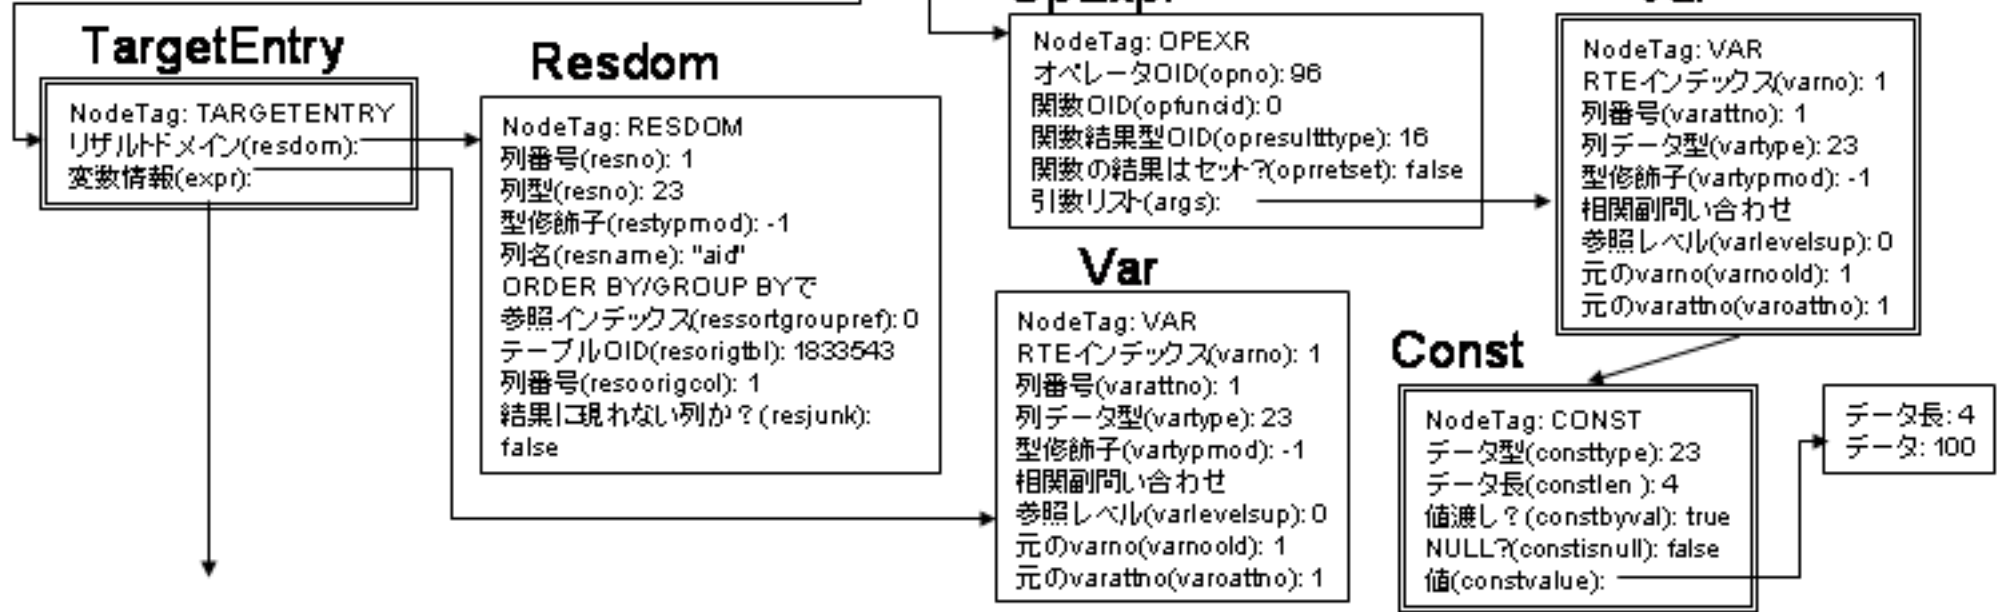 TargetEntry
NodeTag: TARGETENTRY
リザルトドメイン(resdom):
変数情報(expr):
Resdom
NodeTag: RESDOM
列番号(resno): 1
列型(resno): 23
型修飾子(restypmod): -1
列名(resname): "aid"
ORDER BY/GROUP BYで
参照インデックス(ressortgroupref): 0
テーブルOID(resorigtbl): 1833543
列番号(resoorigcol): 1
結果に現れない列か？(resjunk):
false
NodeTag: OPEXR
オペレータOID(opno): 96
関数OID(opfuncid): 0
関数結果型OID(opresultttype): 16
関数の結果はセット?(oprretset): false
引数リスト(args):
Var
NodeTag: VAR
RTEインデックス(varno): 1
列番号(varattno): 1
列データ型(vartype): 23
型修飾子(vartypmod): -1
相関副問い合わせ
参照レベル(varlevelsup): 0
元のvarno(varnoold): 1
元のvarattno(varoattno): 1
NodeTag: VAR
RTEインデックス(varno): 1
列番号(varattno): 1
列データ型(vartype): 23
型修飾子(vartypmod): -1
相関副問い合わせ
参照レベル(varlevelsup): 0
元のvarno(varnoold): 1
元のvarattno(varoattno): 1
Const
NodeTag: CONST
データ型(consttype): 23
データ長(constlen ): 4
値渡し？(constbyval): true
NULL?(constisnull): false
値(constvalue):
データ長: 4
データ: 100